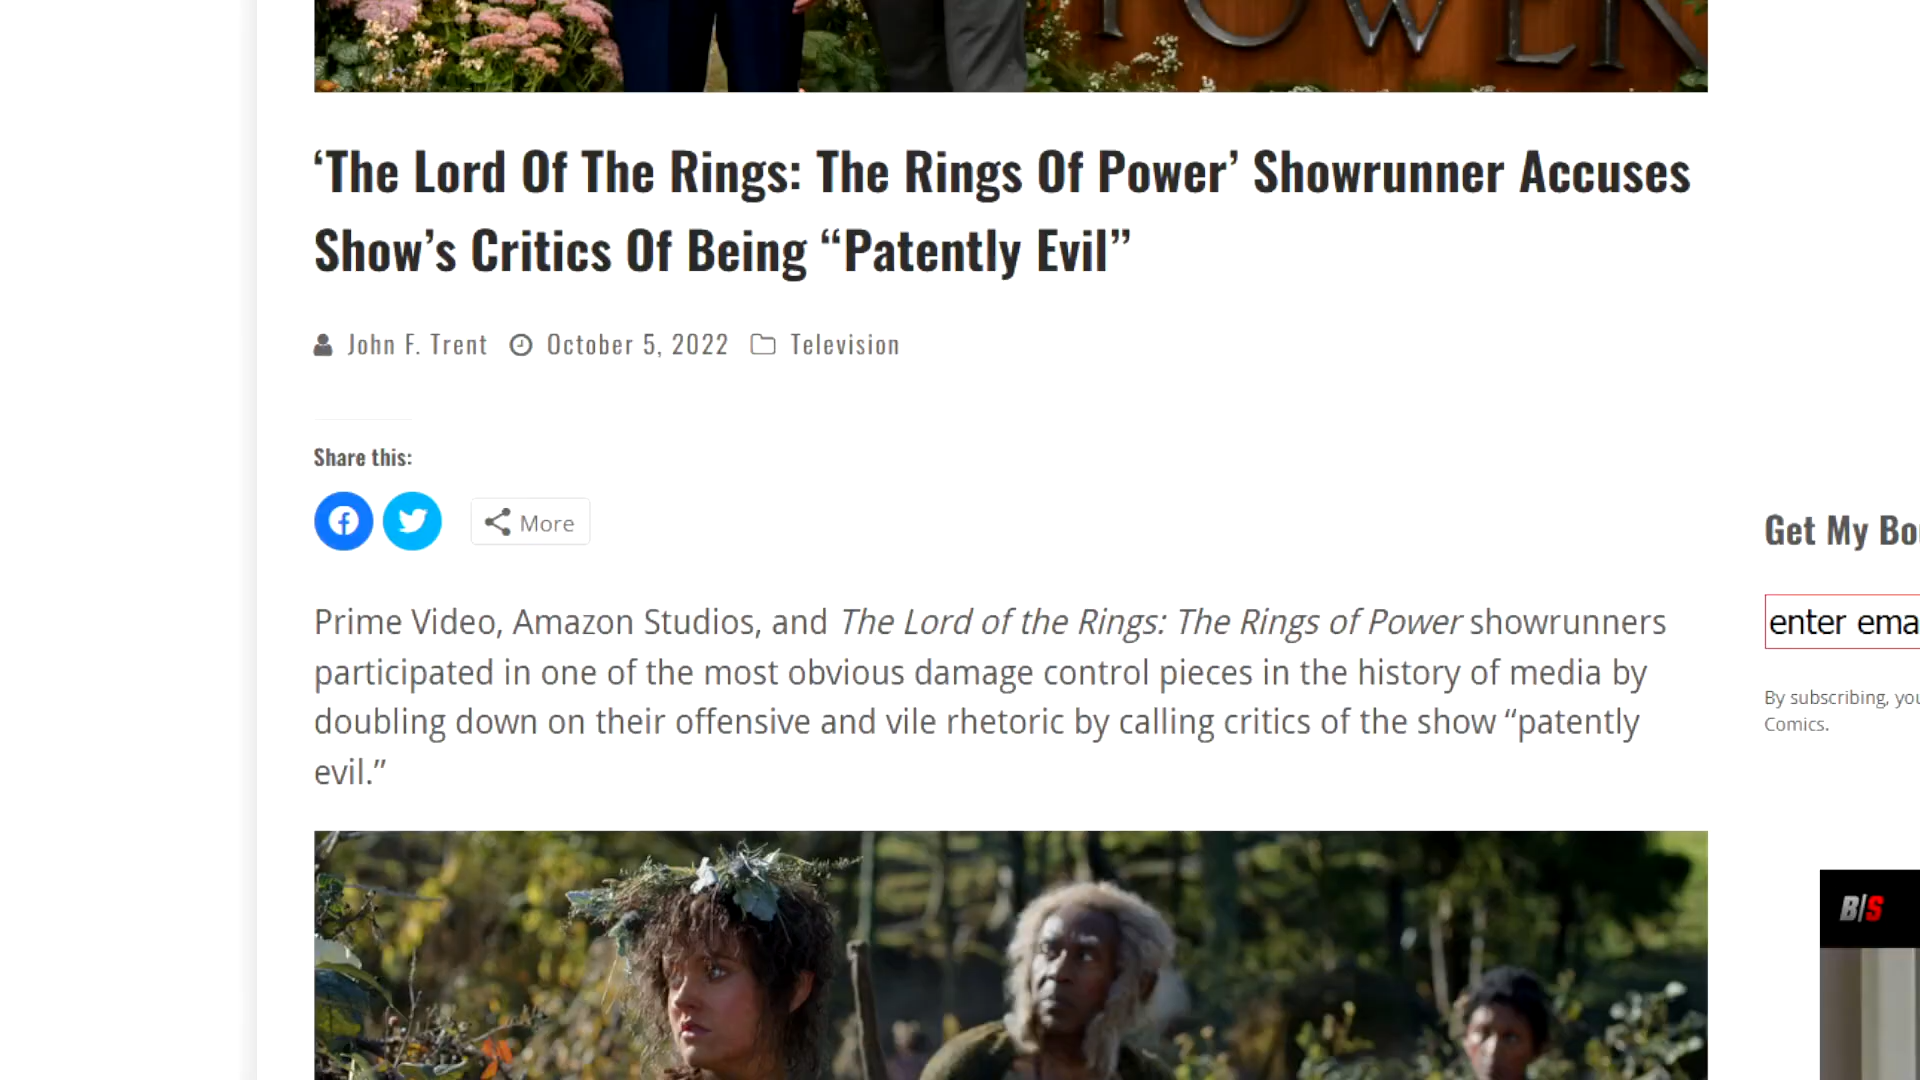 POWER
‘The Lord Of The Rings: The Rings Of Power’ Showrunner Accuses
Show’s Critics Of Being “Patently Evil”
John F. Trent October 5, 2022 Television
Share this:
More
Prime Video, Amazon Studios, and The Lord of the Rings: The Rings of Power showrunners
participated in one of the most obvious damage control pieces in the history of media by
doubling down on their offensive and vile rhetoric by calling critics of the show “patently
evil.”
Get My Bo
enter ema
By subscribing, you
Comics.
B|S